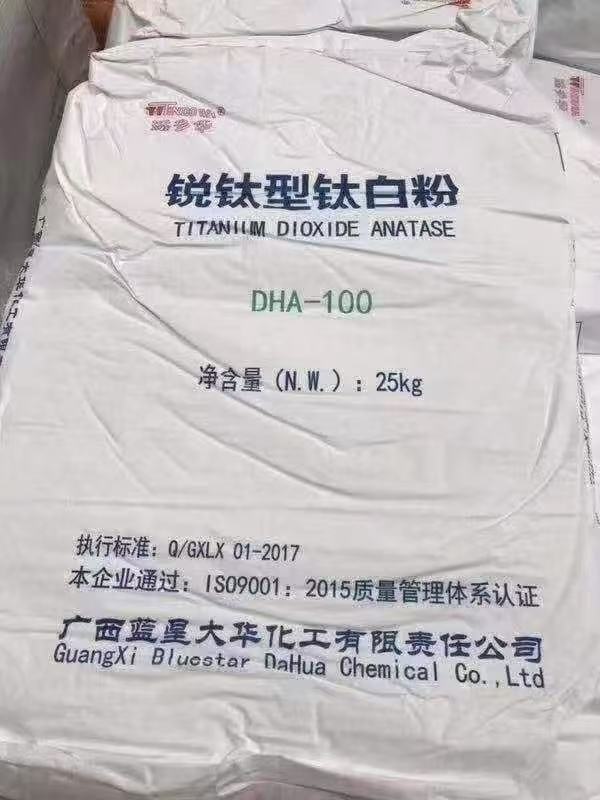 锐钛型钛白粉
TITANIUM DIOXIDE ANATASE
DHA-100
净含量(N.W.):25kg
执行标准:Q/GXLX 01-2017
本企业通过:ISO9001:2015质量管理体系认证
广西蓝星大华化工有限责任公司
GuangXi Bluestar DaHua Chemical Co.,Ltd